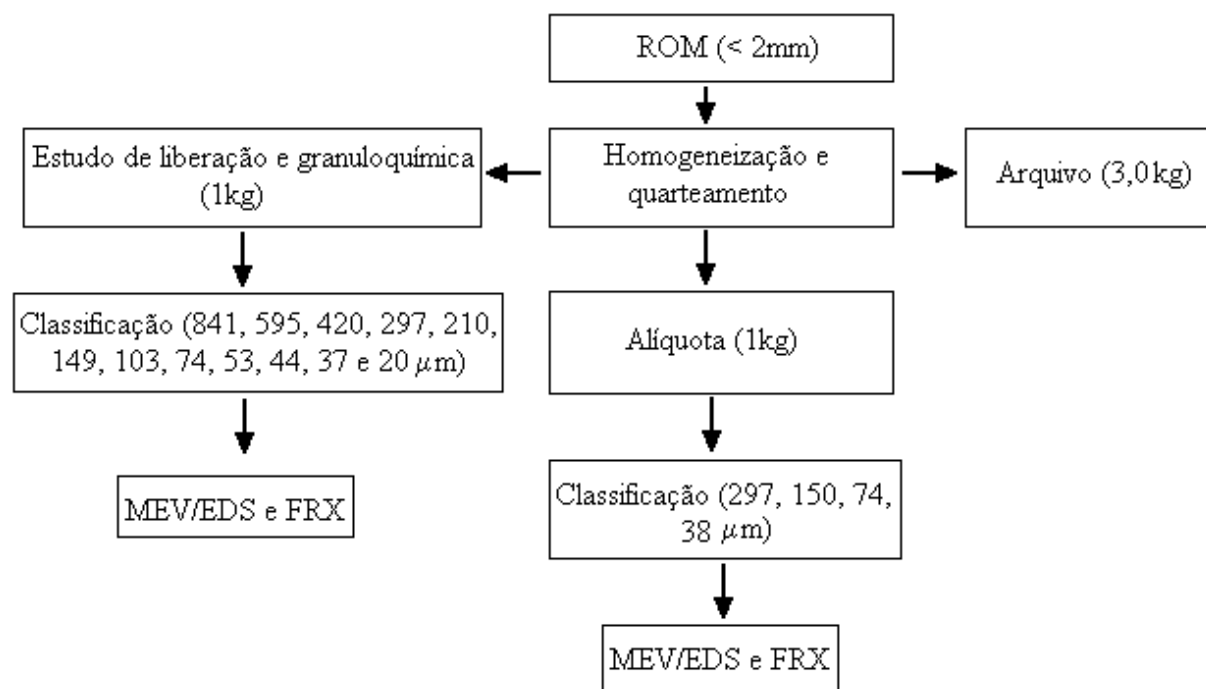 ROM (< 2mm)
Estudo de liberação e granuloquímica
(1kg)
Homogeneização e
quarteamento
Arquivo (3,0 kg)
Classificação (841, 595, 420, 297, 210,
149, 103, 74, 53, 44, 37 e 20 μm)
Alíquota (1kg)
MEV/EDS e FRX
Classificação (297, 150, 74,
38 μm)
MEV/EDS e FRX